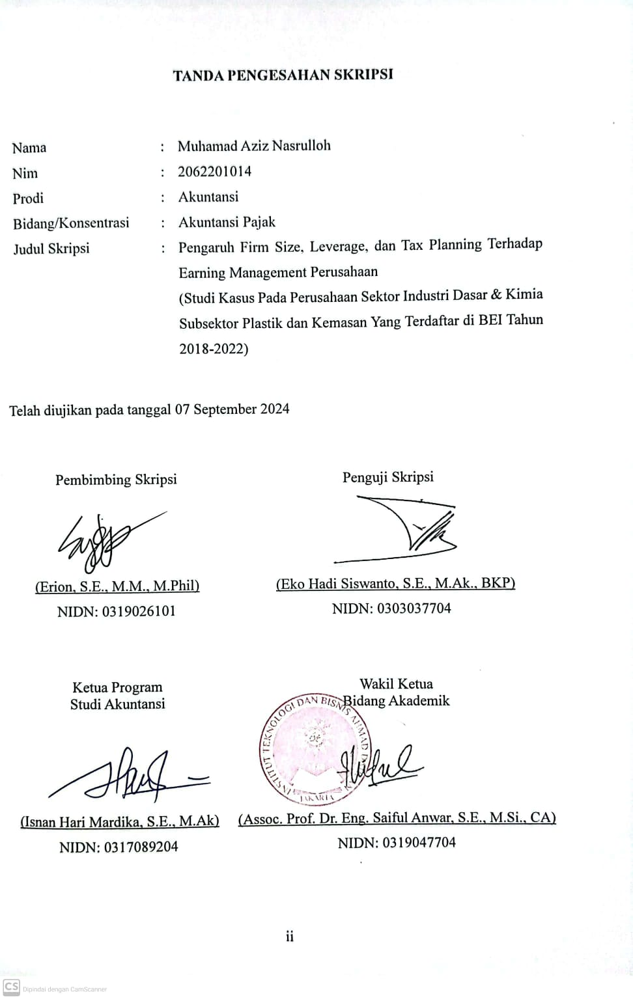 TANDA PENGESAHAN SKRIPSI
Nama : Muhamad Aziz Nasrulloh
Nim : 2062201014
Prodi : Akuntansi
Bidang/Konsentrasi : Akuntansi Pajak
Judul Skripsi : Pengaruh Firm Size, Leverage, dan Tax Planning Terhadap
Earning Management Perusahaan
(Studi Kasus Pada Perusahaan Sektor Industri Dasar & Kimia
Subsektor Plastik dan Kemasan Yang Terdaftar di BEI Tahun
2018-2022)
Telah diujikan pada tanggal 07 September 2024
Pembimbing Skripsi
(Erion, S.E., M.M., M.Phil)
NIDN: 0319026101
Penguji Skripsi
(Eko Hadi Siswanto, S.E., M.Ak., BKP)
NIDN: 0303037704
Ketua Program
Studi Akuntansi
(Isnan Hari Mardika, S.E., M.Ak)
NIDN: 0317089204
Wakil Ketua
Bidang Akademik
INSTITUT TEKNOLOGI DAN BISNIS AHMAD
JAKARTA
(Assoc. Prof. Dr. Eng. Saiful Anwar, S.E., M.Si., CA)
NIDN: 0319047704
ii
CS Dipindai dengan CamScanner